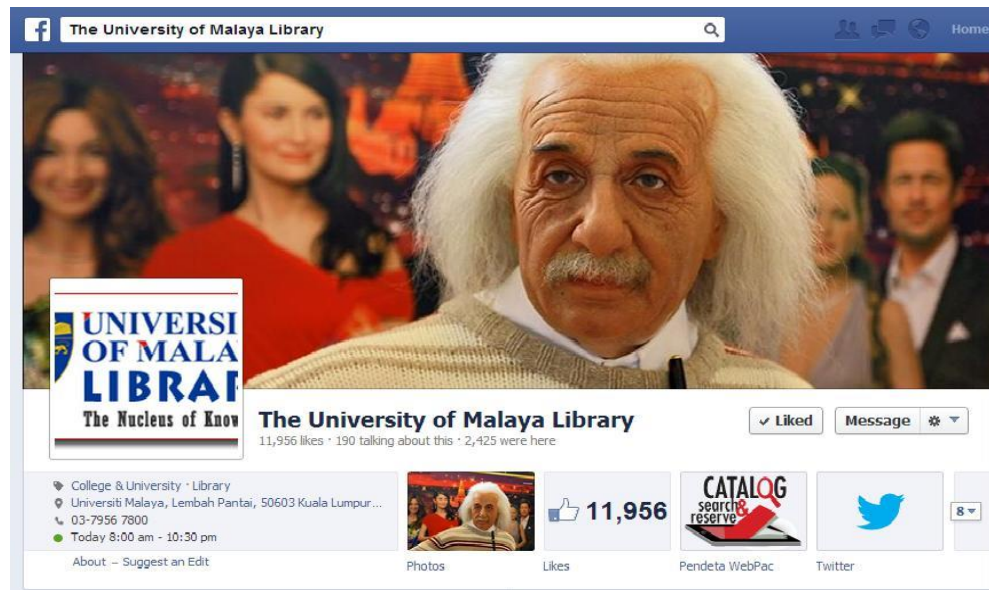 The University of Malaya Library
Home
UNIVERSI
OF MALA
LIBRAR
The Nucleus of Know
The University of Malaya Library
11,956 likes · 190 talking about this · 2,425 were here
✓ Liked
Message
College & University · Library
Universiti Malaya, Lembah Pantai, 50603 Kuala Lumpur...
03-7956 7800
Today 8:00 am - 10:30 pm
About – Suggest an Edit
11,956
CATALOG
search &
reserve
8
Photos
Likes
Pendeta WebPac
Twitter